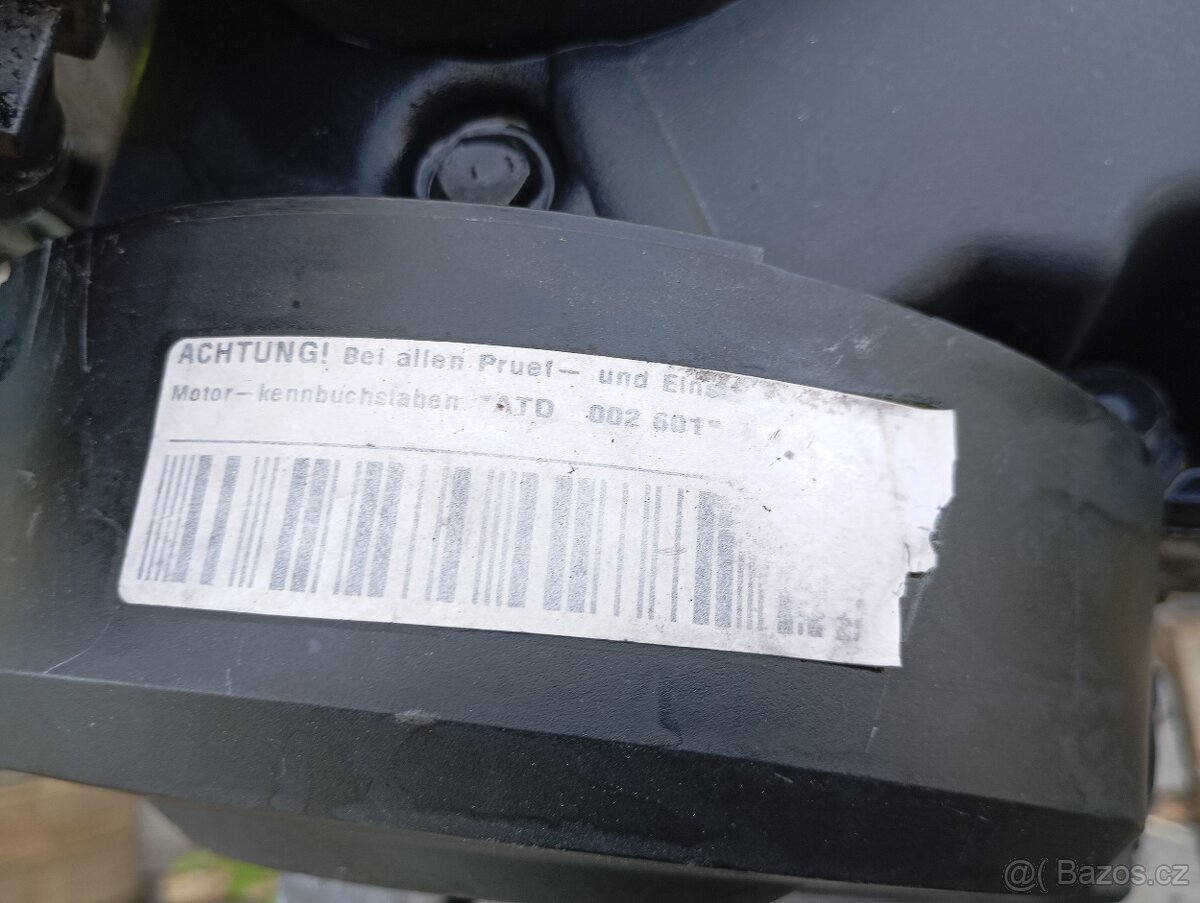 ACHTUNG! Bei allen Pruef- und Eins
Motor-kennbuchstaben *ATD 002 601*
@( Bazos.cz